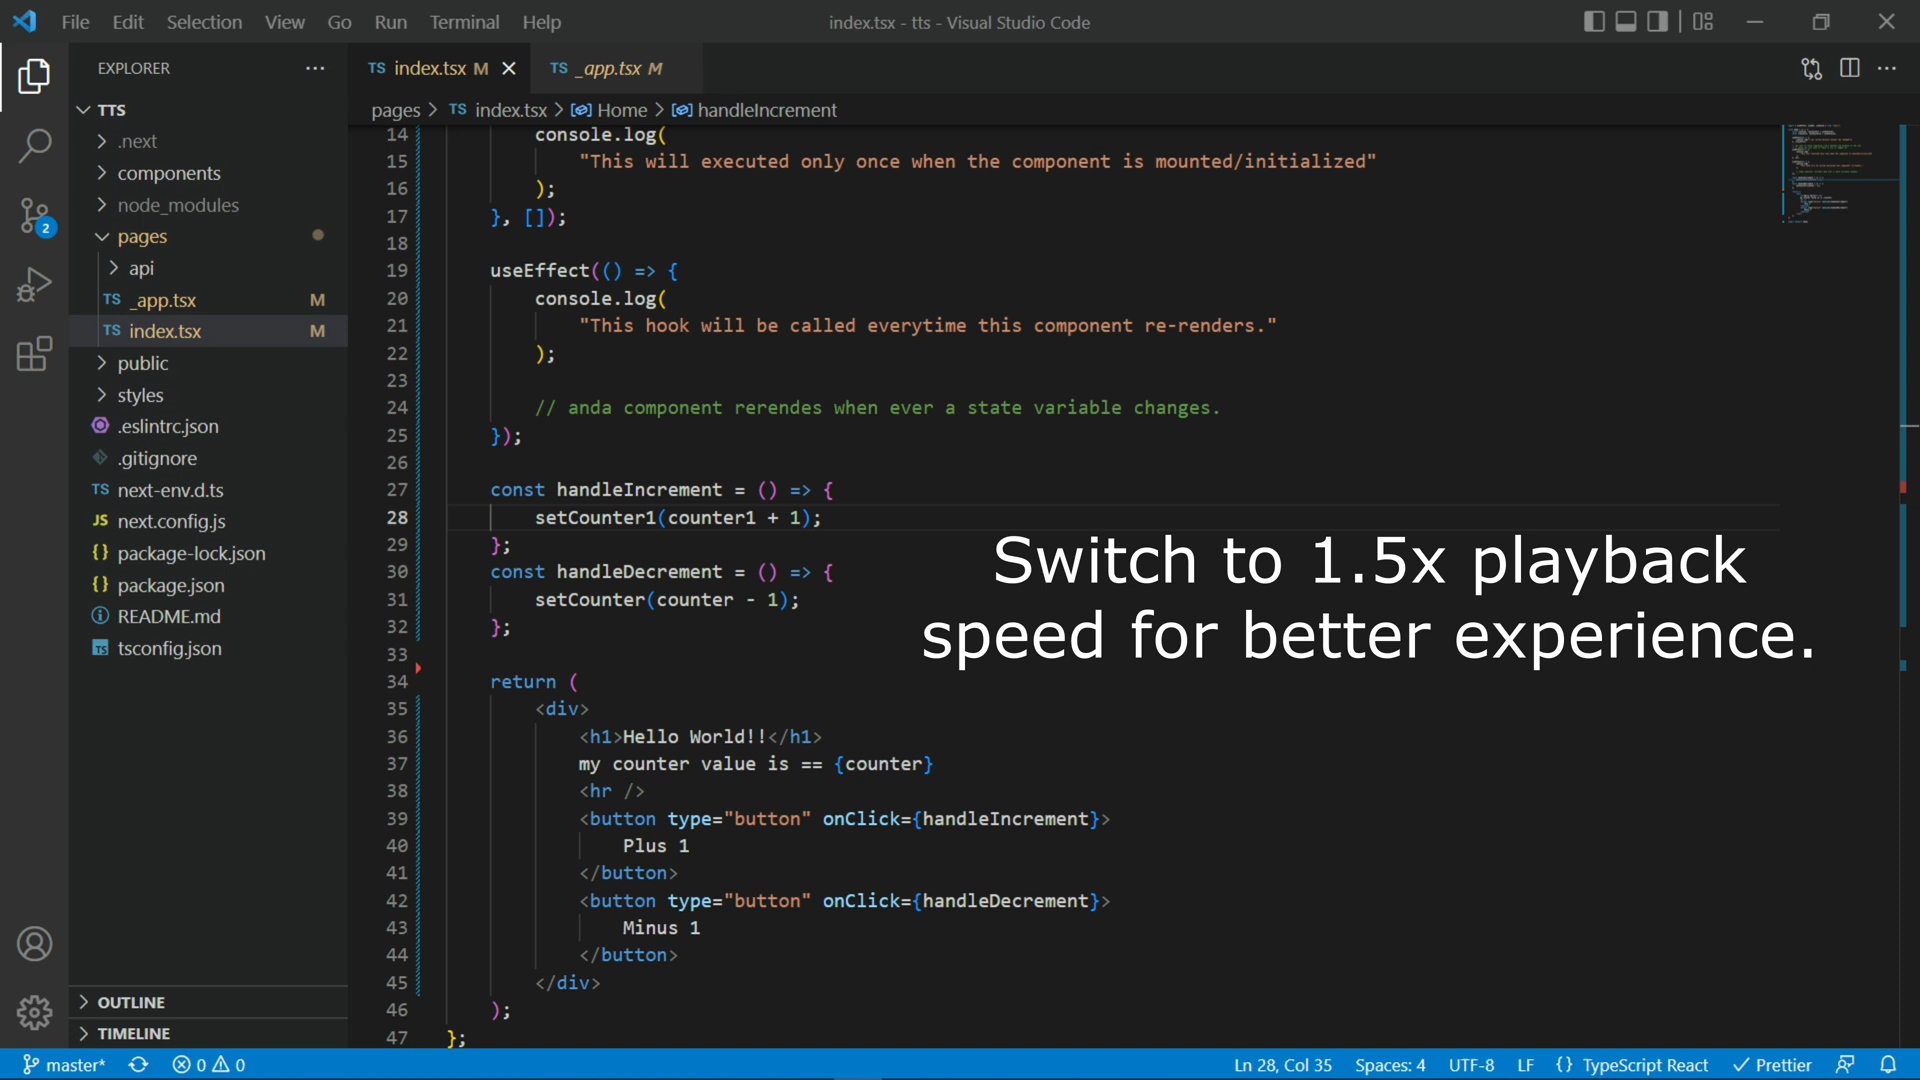 File Edit Selection View Go Run Terminal Help
index.tsx - tts - Visual Studio Code
EXPLORER
TTS
.next
components
node_modules
pages
api
TS _app.tsx M
TS index.tsx M
public
styles
.eslintrc.json
.gitignore
TS next-env.d.ts
JS next.config.js
{} package-lock.json
{} package.json
README.md
TS tsconfig.json
OUTLINE
TIMELINE
2
TS index.tsx M
TS _app.tsx M
pages > TS index.tsx > Home > handleIncrement
14 console.log(
15 "This will executed only once when the component is mounted/initialized"
16 );
17 }, []);
18
19 useEffect(() => {
20 console.log(
21 "This hook will be called everytime this component re-renders."
22 );
23
24 // anda component rerendes when ever a state variable changes.
25 });
26
27 const handleIncrement = () => {
28 setCounter1(counter1 + 1);
29 };
30 const handleDecrement = () => {
31 setCounter(counter - 1);
32 };
33
34 return (
35 <div>
36 <h1>Hello World!!</h1>
37 my counter value is == {counter}
38 <hr />
39 <button type="button" onClick={handleIncrement}>
40 Plus 1
41 </button>
42 <button type="button" onClick={handleDecrement}>
43 Minus 1
44 </button>
45 </div>
46 );
47 };
Switch to 1.5x playback
speed for better experience.
master* 0 0
Ln 28, Col 35 Spaces: 4 UTF-8 LF {} TypeScript React Prettier